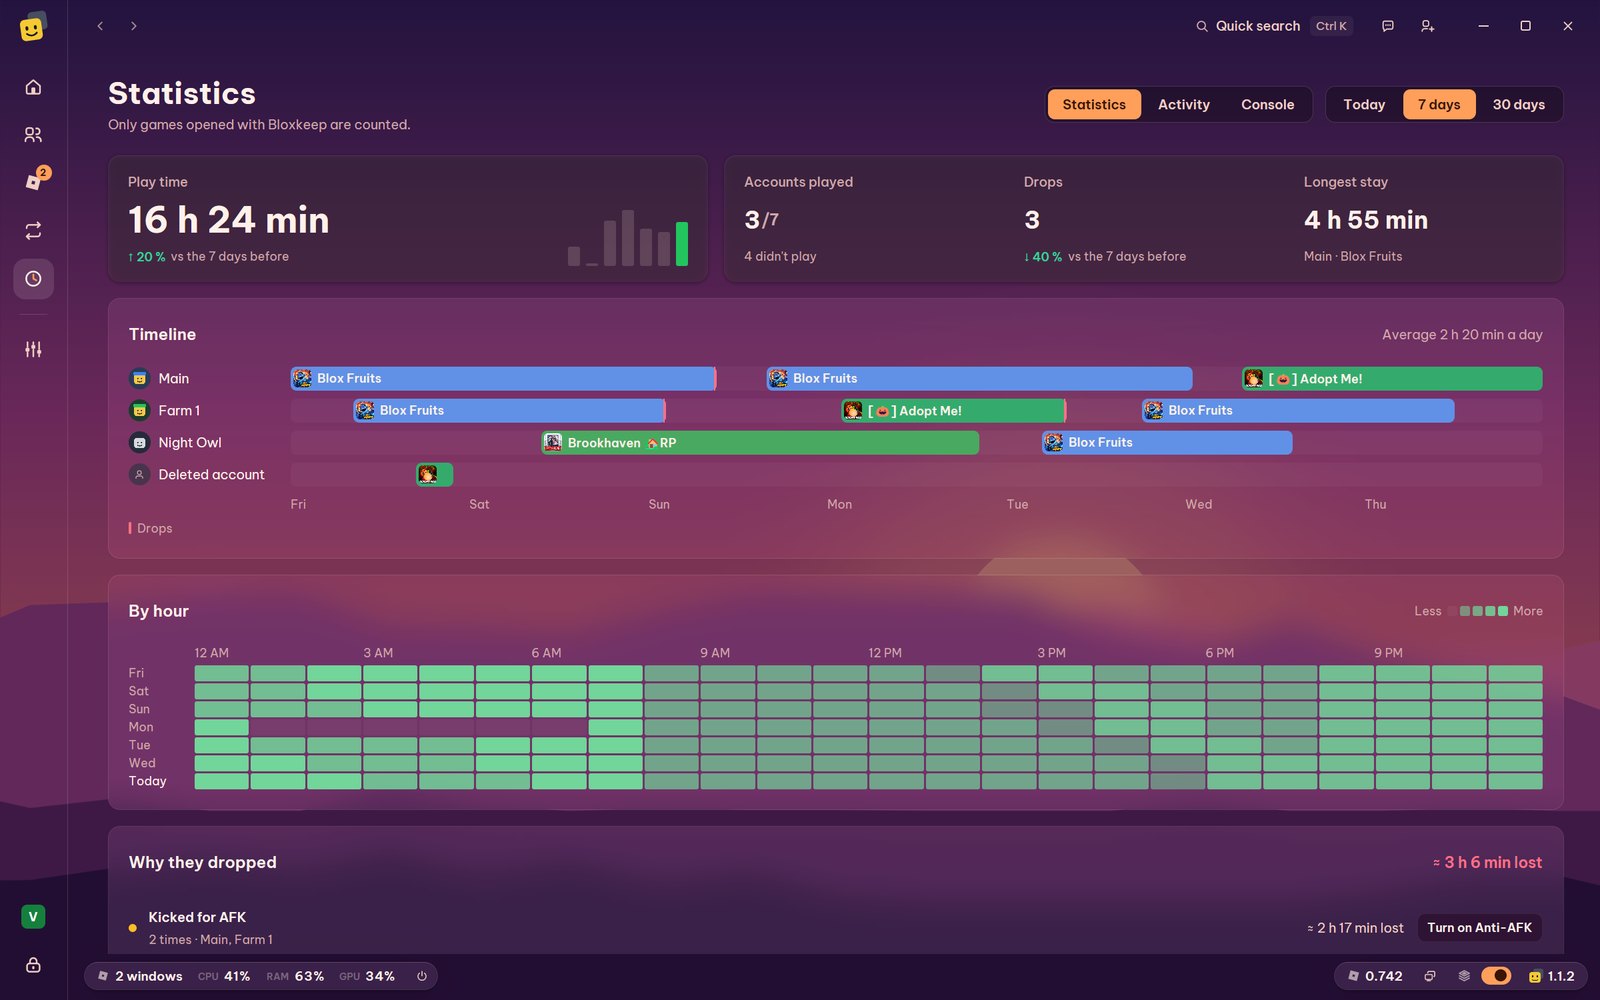 Quick search Ctrl K
Statistics
Only games opened with Bloxkeep are counted.
Statistics Activity Console
Today 7 days 30 days
2
Play time
16 h 24 min
↑ 20 % vs the 7 days before
Accounts played
3/7
4 didn't play
Drops
3
↓ 40 % vs the 7 days before
Longest stay
4 h 55 min
Main · Blox Fruits
Timeline
Average 2 h 20 min a day
Main Blox Fruits Blox Fruits [🎃] Adopt Me!
Farm 1 Blox Fruits [🎃] Adopt Me! Blox Fruits
Night Owl Brookhaven 🏡RP Blox Fruits
Deleted account
Fri Sat Sun Mon Tue Wed Thu
Drops
By hour
Less More
12 AM 3 AM 6 AM 9 AM 12 PM 3 PM 6 PM 9 PM
Fri
Sat
Sun
Mon
Tue
Wed
Today
Why they dropped
≈ 3 h 6 min lost
Kicked for AFK
2 times · Main, Farm 1
≈ 2 h 17 min lost
Turn on Anti-AFK
V
2 windows CPU 41% RAM 63% GPU 34%
0.742
1.1.2